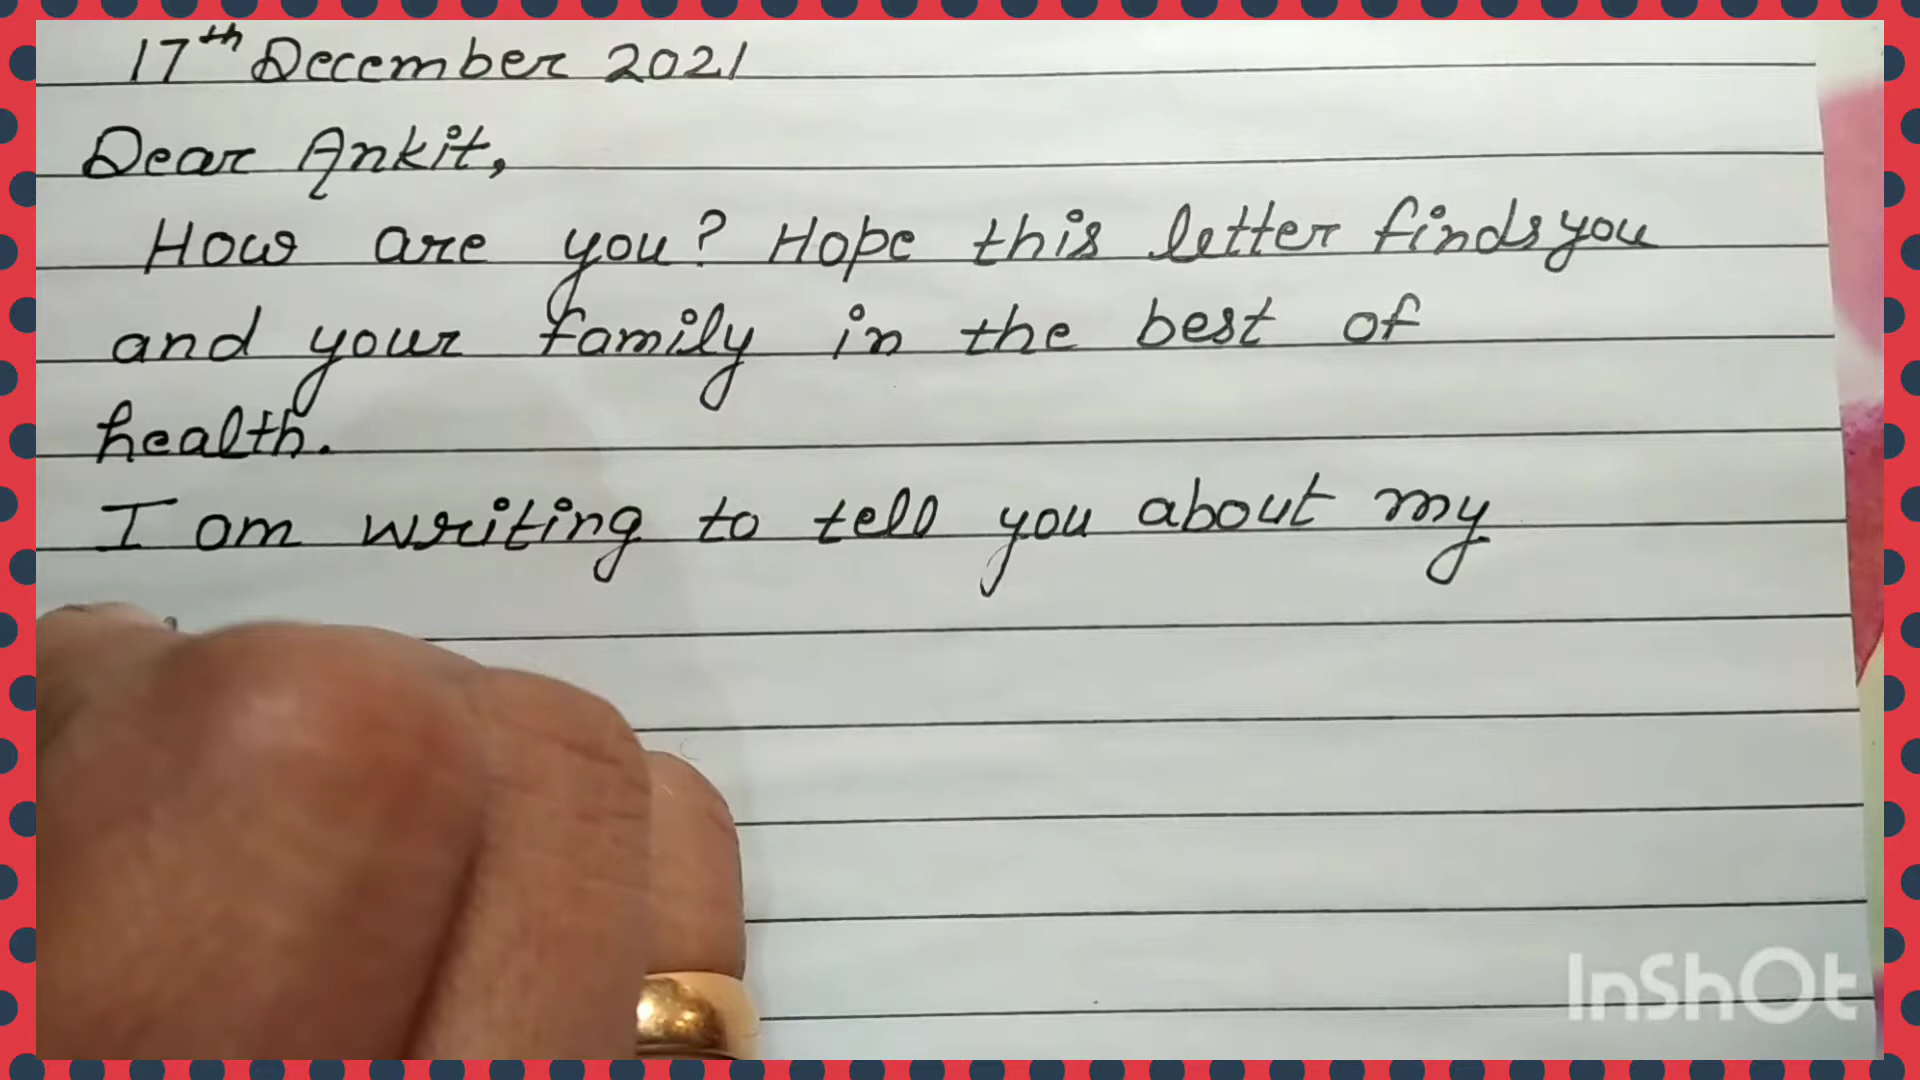 17th December 2021
Dear Ankit,
How are you? Hope this letter finds you
and your family in the best of
health.
I am writing to tell you about my
InShOt